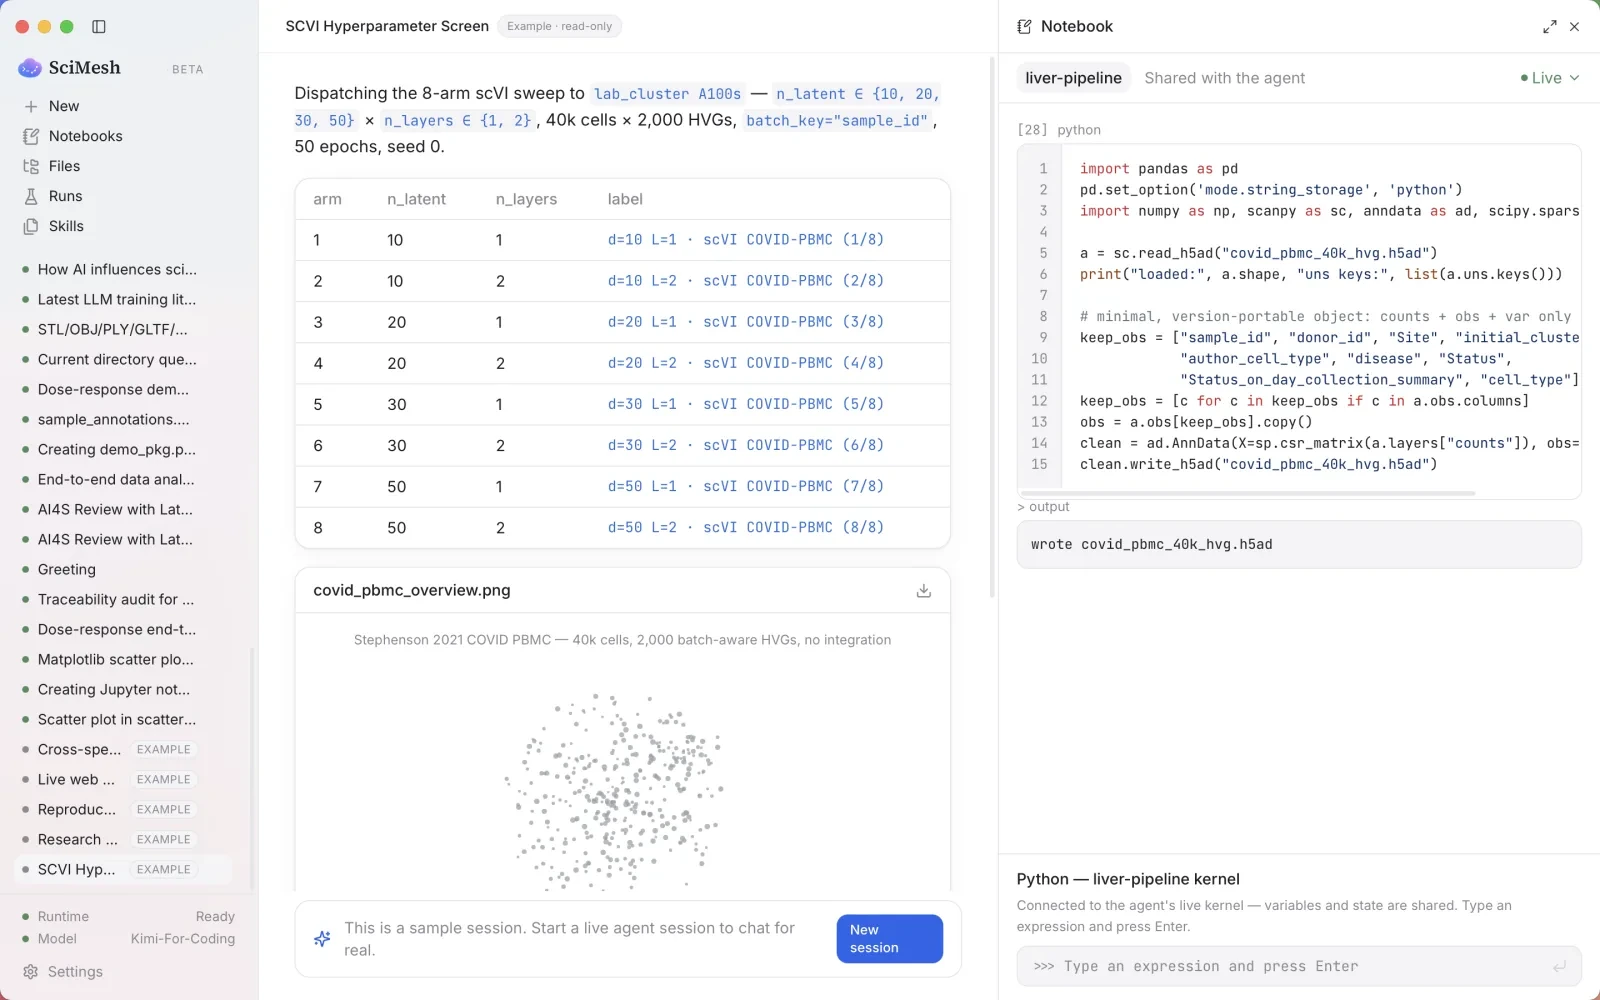 SciMesh BETA
New
Notebooks
Files
Runs
Skills
How AI influences sci...
Latest LLM training lit...
STL/OBJ/PLY/GLTF/...
Current directory que...
Dose-response dem...
sample_annotations....
Creating demo_pkg.p...
End-to-end data anal...
AI4S Review with Lat...
AI4S Review with Lat...
Greeting
Traceability audit for ...
Dose-response end-t...
Matplotlib scatter plo...
Creating Jupyter not...
Scatter plot in scatter...
Cross-spe... EXAMPLE
Live web ... EXAMPLE
Reproduc... EXAMPLE
Research ... EXAMPLE
SCVI Hyp... EXAMPLE
Runtime Ready
Model Kimi-For-Coding
Settings
SCVI Hyperparameter Screen Example · read-only
Dispatching the 8-arm scVI sweep to lab_cluster A100s — n_latent ∈ {10, 20,
30, 50} × n_layers ∈ {1, 2}, 40k cells × 2,000 HVGs, batch_key="sample_id",
50 epochs, seed 0.
arm n_latent n_layers label
1 10 1 d=10 L=1 · scVI COVID-PBMC (1/8)
2 10 2 d=10 L=2 · scVI COVID-PBMC (2/8)
3 20 1 d=20 L=1 · scVI COVID-PBMC (3/8)
4 20 2 d=20 L=2 · scVI COVID-PBMC (4/8)
5 30 1 d=30 L=1 · scVI COVID-PBMC (5/8)
6 30 2 d=30 L=2 · scVI COVID-PBMC (6/8)
7 50 1 d=50 L=1 · scVI COVID-PBMC (7/8)
8 50 2 d=50 L=2 · scVI COVID-PBMC (8/8)
covid_pbmc_overview.png
Stephenson 2021 COVID PBMC — 40k cells, 2,000 batch-aware HVGs, no integration
This is a sample session. Start a live agent session to chat for
real.
New
session
Notebook
liver-pipeline Shared with the agent Live
[28] python
1 import pandas as pd
2 pd.set_option('mode.string_storage', 'python')
3 import numpy as np, scanpy as sc, anndata as ad, scipy.spars
4
5 a = sc.read_h5ad("covid_pbmc_40k_hvg.h5ad")
6 print("loaded:", a.shape, "uns keys:", list(a.uns.keys()))
7
8 # minimal, version-portable object: counts + obs + var only
9 keep_obs = ["sample_id", "donor_id", "Site", "initial_cluste
10 "author_cell_type", "disease", "Status",
11 "Status_on_day_collection_summary", "cell_type"]
12 keep_obs = [c for c in keep_obs if c in a.obs.columns]
13 obs = a.obs[keep_obs].copy()
14 clean = ad.AnnData(X=sp.csr_matrix(a.layers["counts"]), obs=
15 clean.write_h5ad("covid_pbmc_40k_hvg.h5ad")
> output
wrote covid_pbmc_40k_hvg.h5ad
Python — liver-pipeline kernel
Connected to the agent's live kernel — variables and state are shared. Type an
expression and press Enter.
>>> Type an expression and press Enter